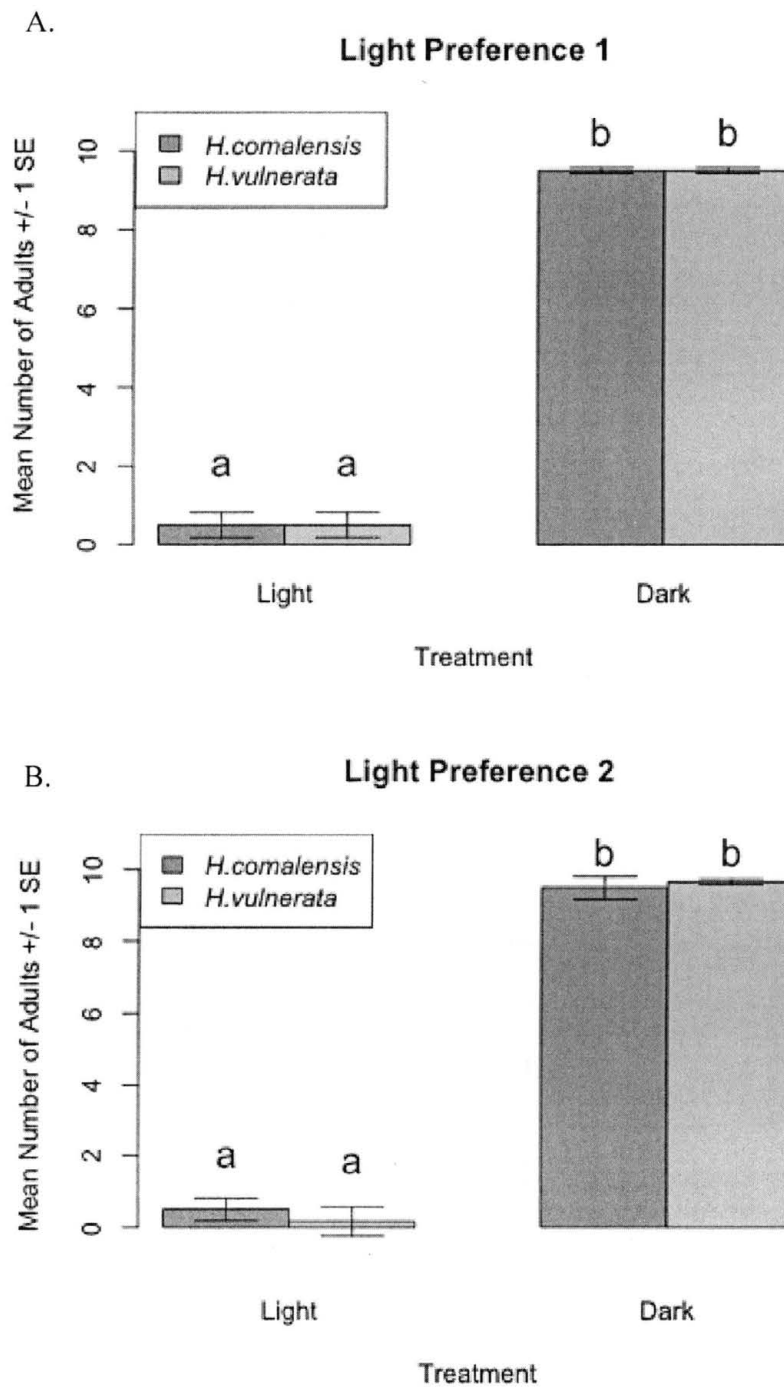 A.
Light Preference 1
H.comalensis
H.vulnerata
Mean Number of Adults +/- 1 SE
0
2
4
6
8
10
a
a
b
b
Light
Dark
Treatment
B.
Light Preference 2
H.comalensis
H.vulnerata
Mean Number of Adults +/- 1 SE
0
2
4
6
8
10
a
a
b
b
Light
Dark
Treatment